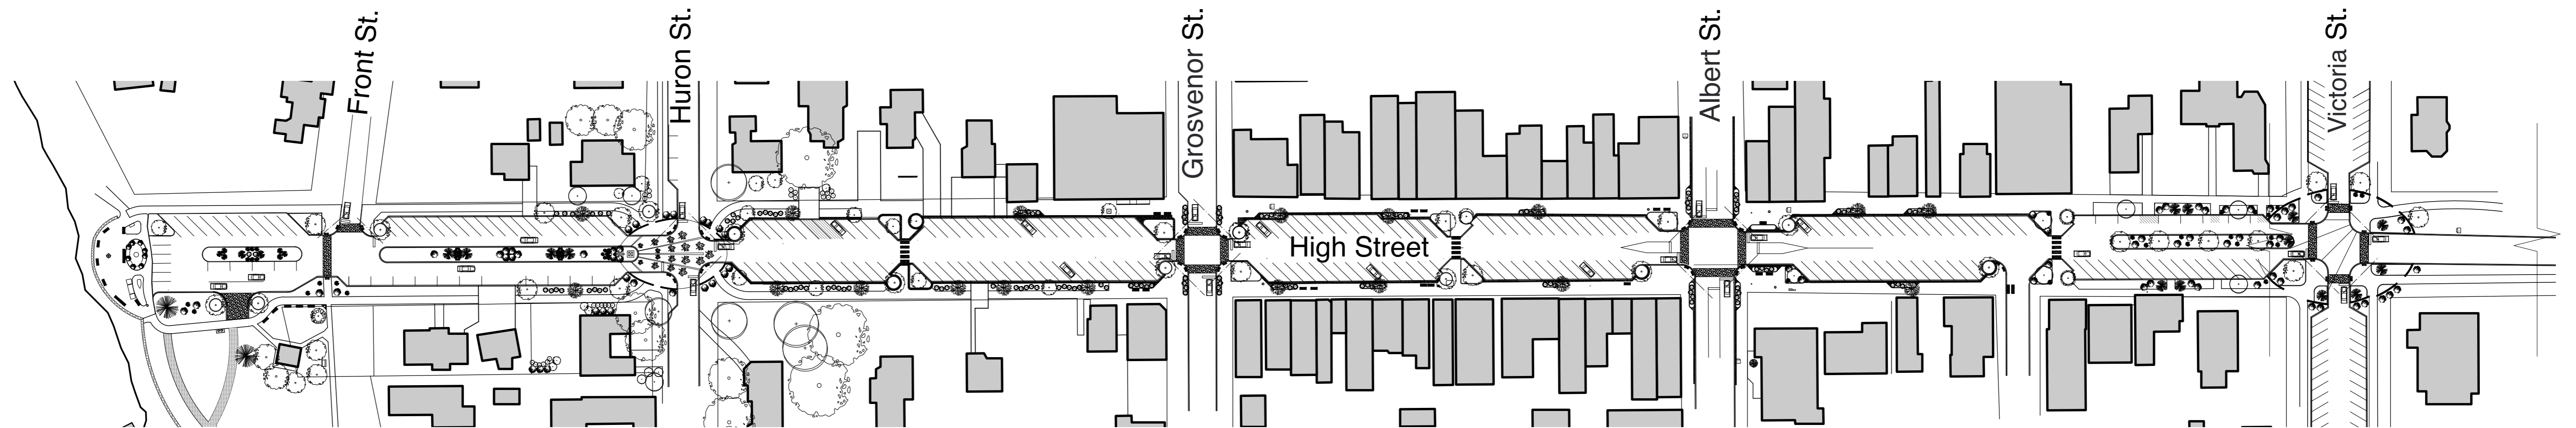 Front St.
Huron St.
Grosvenor St.
Albert St.
Victoria St.
High Street